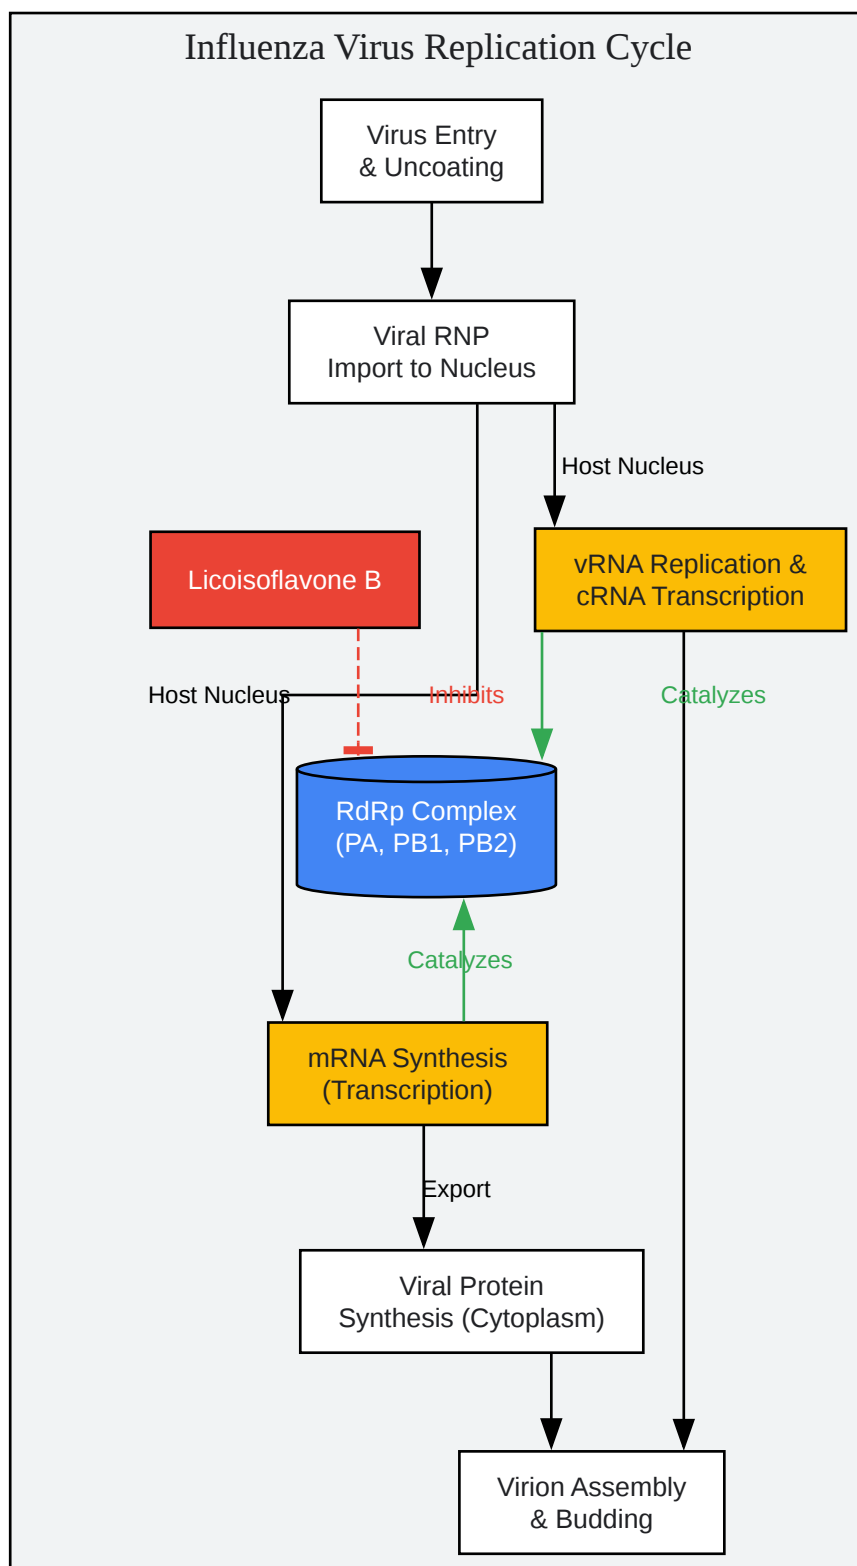 Influenza Virus Replication Cycle
Virus Entry
& Uncoating
Viral RNP
Import to Nucleus
Host Nucleus
Licoisoflavone B
vRNA Replication &
cRNA Transcription
Host Nucleus
Inhibits
Catalyzes
RdRp Complex
(PA, PB1, PB2)
Catalyzes
mRNA Synthesis
(Transcription)
Export
Viral Protein
Synthesis (Cytoplasm)
Virion Assembly
& Budding